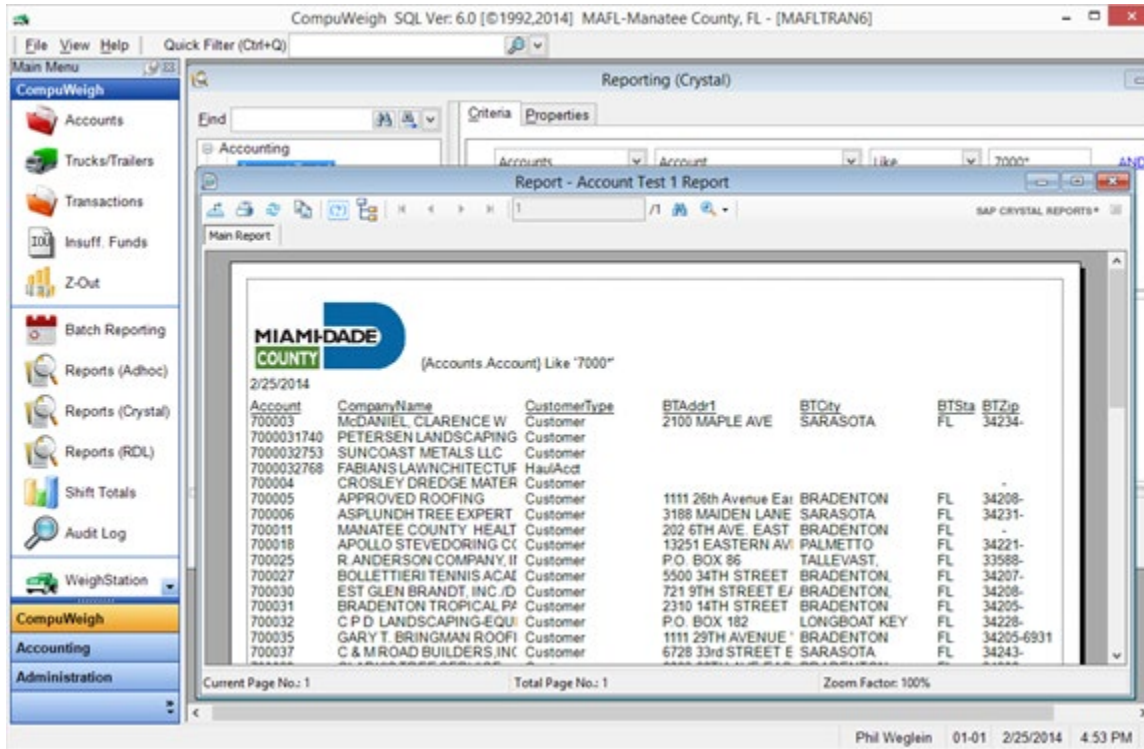 CompuWeigh SQL Ver: 6.0 [©1992,2014] MAFL-Manatee County, FL - [MAFLTRAN6]
File View Help Quick Filter (Ctrl+Q)
Main Menu
CompuWeigh
Accounts
Trucks/Trailers
Transactions
IOU
Insuff. Funds
Z-Out
Batch Reporting
Reports (Adhoc)
Reports (Crystal)
Reports (RDL)
Shift Totals
Audit Log
WeighStation
CompuWeigh
Accounting
Administration
Reporting (Crystal)
Find
Criteria Properties
Accounting
Accounts Account Like 7000* AND
Report - Account Test 1 Report
1 /1 SAP CRYSTAL REPORTS
Main Report
MIAMI-DADE
COUNTY
{Accounts.Account} Like '7000*'
2/25/2014
Account CompanyName CustomerType BTAddr1 BTCity BTSta BTZip
700003 McDANIEL, CLARENCE W Customer 2100 MAPLE AVE SARASOTA FL 34234-
7000031740 PETERSEN LANDSCAPING Customer
7000032753 SUNCOAST METALS LLC Customer
7000032768 FABIANS LAWNCHITECTUF HaulAcct
700004 CROSLEY DREDGE MATER Customer -
700005 APPROVED ROOFING Customer 1111 26th Avenue Eas BRADENTON FL 34208-
700006 ASPLUNDH TREE EXPERT Customer 3188 MAIDEN LANE SARASOTA FL 34231-
700011 MANATEE COUNTY HEALT Customer 202 6TH AVE. EAST BRADENTON FL -
700018 APOLLO STEVEDORING CO Customer 13251 EASTERN AVE PALMETTO FL 34221-
700025 R. ANDERSON COMPANY, II Customer P.O. BOX 86 TALLEVAST, FL 33588-
700027 BOLLETTIERI TENNIS ACAD Customer 5500 34TH STREET BRADENTON, FL 34207-
700030 EST GLEN BRANDT, INC./D Customer 721 9TH STREET EA BRADENTON, FL 34208-
700031 BRADENTON TROPICAL PA Customer 2310 14TH STREET BRADENTON FL 34205-
700032 C P D LANDSCAPING-EQUI Customer P.O. BOX 182 LONGBOAT KEY FL 34228-
700035 GARY T. BRINGMAN ROOFI Customer 1111 29TH AVENUE BRADENTON FL 34205-6931
700037 C & M ROAD BUILDERS,INC Customer 6728 33rd STREET E SARASOTA FL 34243-
Current Page No.: 1 Total Page No.: 1 Zoom Factor: 100%
Phil Weglein 01-01 2/25/2014 4:53 PM